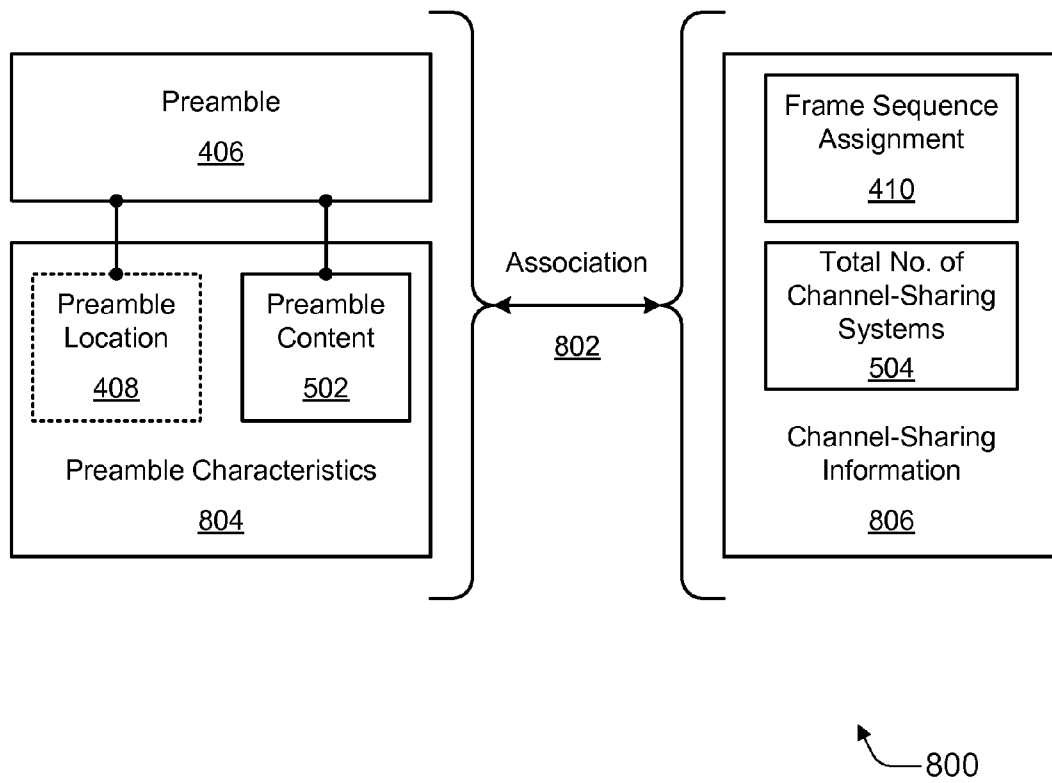 Preamble
406
Preamble
Location
408
Preamble
Content
502
Preamble Characteristics
804
Association
802
Frame Sequence
Assignment
410
Total No. of
Channel-Sharing
Systems
504
Channel-Sharing
Information
806
800